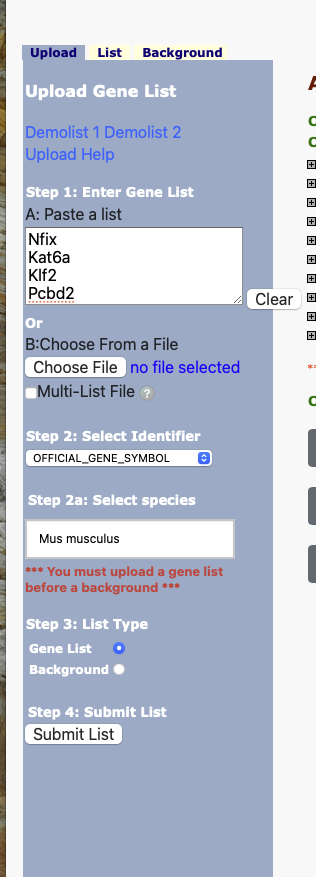 Upload List Background
Upload Gene List
Demolist 1 Demolist 2
Upload Help
Step 1: Enter Gene List
A: Paste a list
Nfix
Kat6a
Klf2
Pcbd2
Clear
Or
B:Choose From a File
Choose File no file selected
Multi-List File ?
Step 2: Select Identifier
OFFICIAL_GENE_SYMBOL
Step 2a: Select species
Mus musculus
*** You must upload a gene list
before a background ***
Step 3: List Type
Gene List
Background
Step 4: Submit List
Submit List